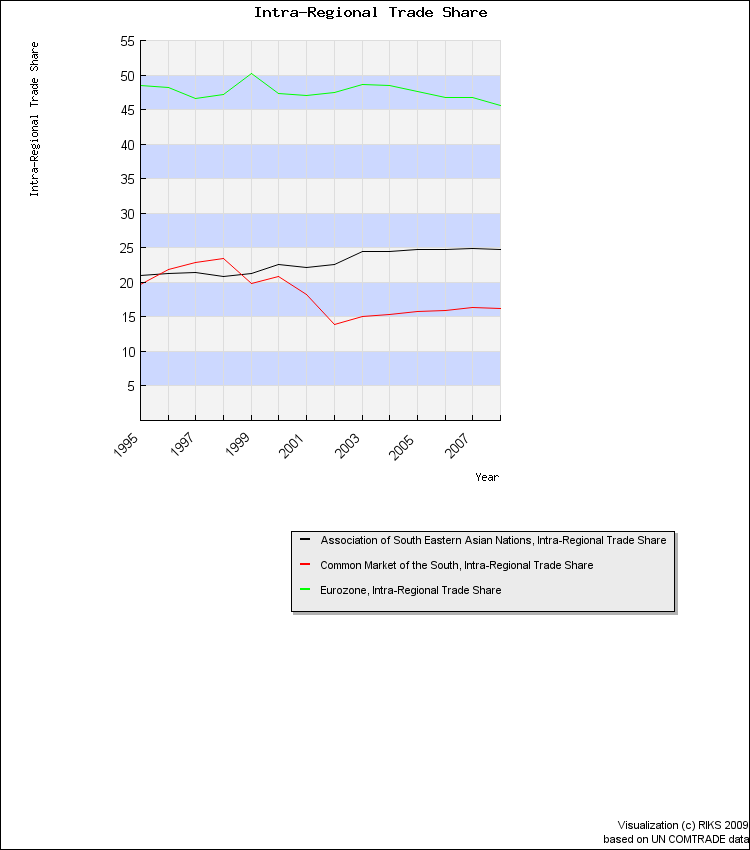 Intra-Regional Trade Share
Intra-Regional Trade Share
55
50
45
40
35
30
25
20
15
10
5
1995
1997
1999
2001
2003
2005
2007
Year
Association of South Eastern Asian Nations, Intra-Regional Trade Share
Common Market of the South, Intra-Regional Trade Share
Eurozone, Intra-Regional Trade Share
Visualization (c) RIKS 2009
based on UN COMTRADE data